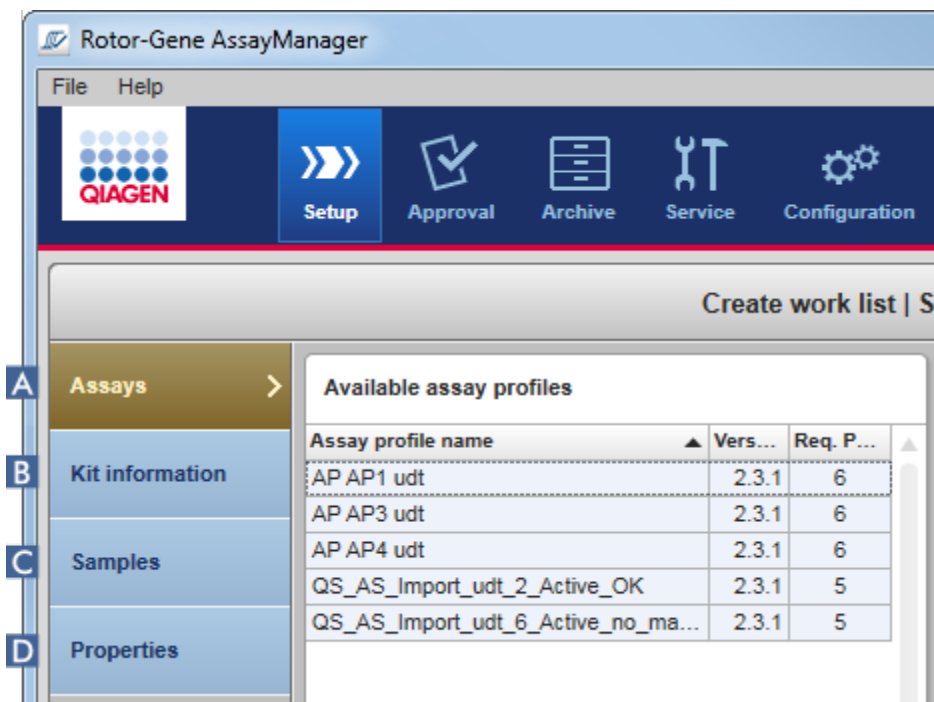 Rotor-Gene AssayManager
File Help
QIAGEN
Setup Approval Archive Service Configuration
Create work list | S
A Assays
Available assay profiles
Assay profile name Vers... Req. P...
B Kit information
AP AP1 udt 2.3.1 6
AP AP3 udt 2.3.1 6
C Samples
AP AP4 udt 2.3.1 6
QS_AS_Import_udt_2_Active_OK 2.3.1 5
QS_AS_Import_udt_6_Active_no_ma... 2.3.1 5
D Properties